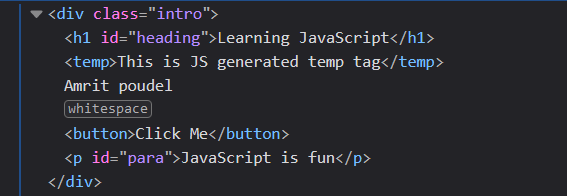 <div class="intro">
<h1 id="heading">Learning JavaScript</h1>
<temp>This is JS generated temp tag</temp>
Amrit poudel
whitespace
<button>Click Me</button>
<p id="para">JavaScript is fun</p>
</div>